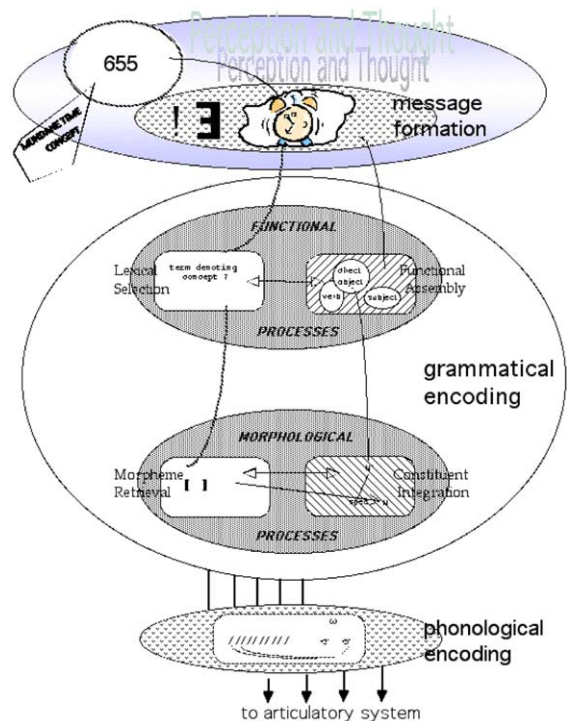 Perception and Thought
Perception and Thought
655
MUNDANE TIME
CONCEPT
! ∃
message
formation
FUNCTIONAL
Lexical
Selection
term denoting
concept ?
direct
object
verb
subject
Functional
Assembly
PROCESSES
grammatical
encoding
MORPHOLOGICAL
Morpheme
Retrieval
[ ]
Constituent
Integration
PROCESSES
phonological
encoding
/////////
to articulatory system